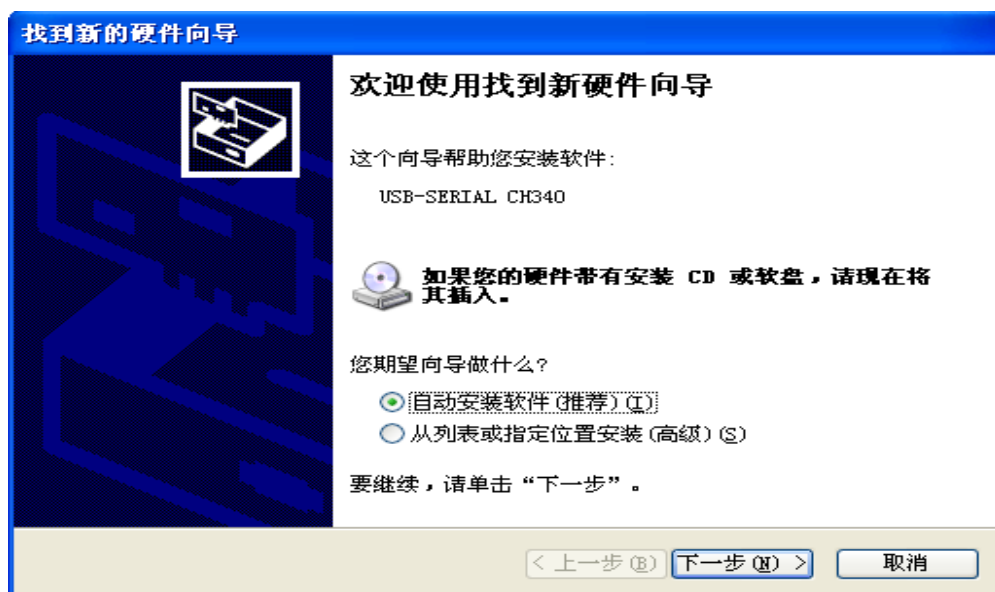 找到新的硬件向导
欢迎使用找到新硬件向导
这个向导帮助您安装软件:
USB-SERIAL CH340
如果您的硬件带有安装 CD 或软盘，请现在将
其插入。
您期望向导做什么?
自动安装软件(推荐)(I)
从列表或指定位置安装(高级)(S)
要继续，请单击“下一步”。
< 上一步(B)
下一步(N) >
取消